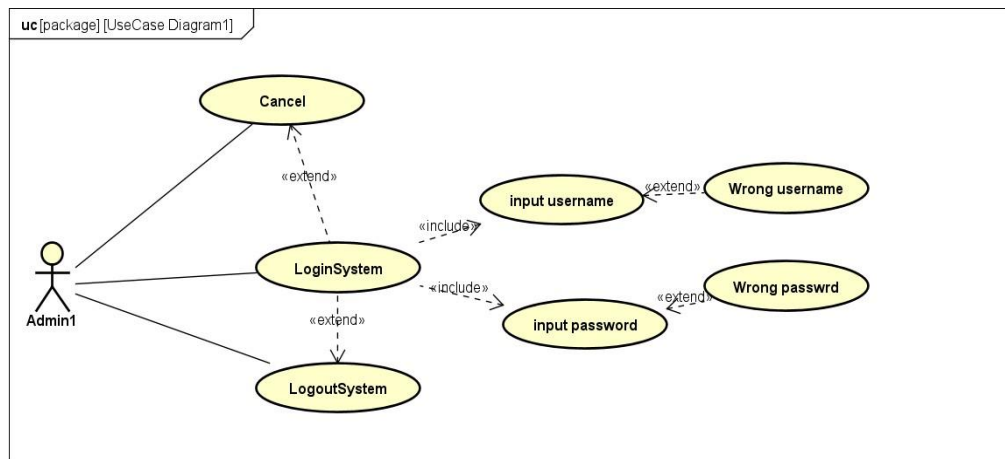 uc [package] [UseCase Diagram1]
Cancel
«extend»
input username
«extend»
Wrong username
«include»
LoginSystem
«include»
Wrong passwrd
«extend»
input password
«extend»
Admin1
LogoutSystem